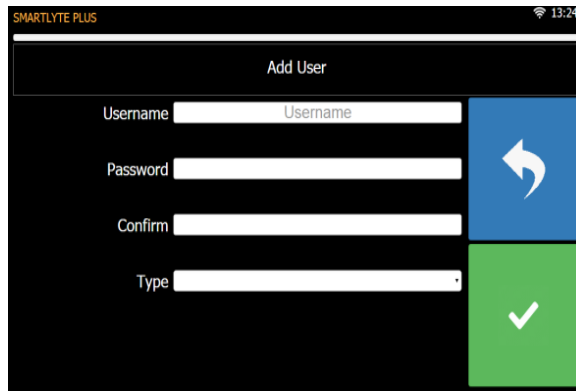 SMARTLYTE PLUS 13:24
Add User
Username Username
Password
Confirm
Type